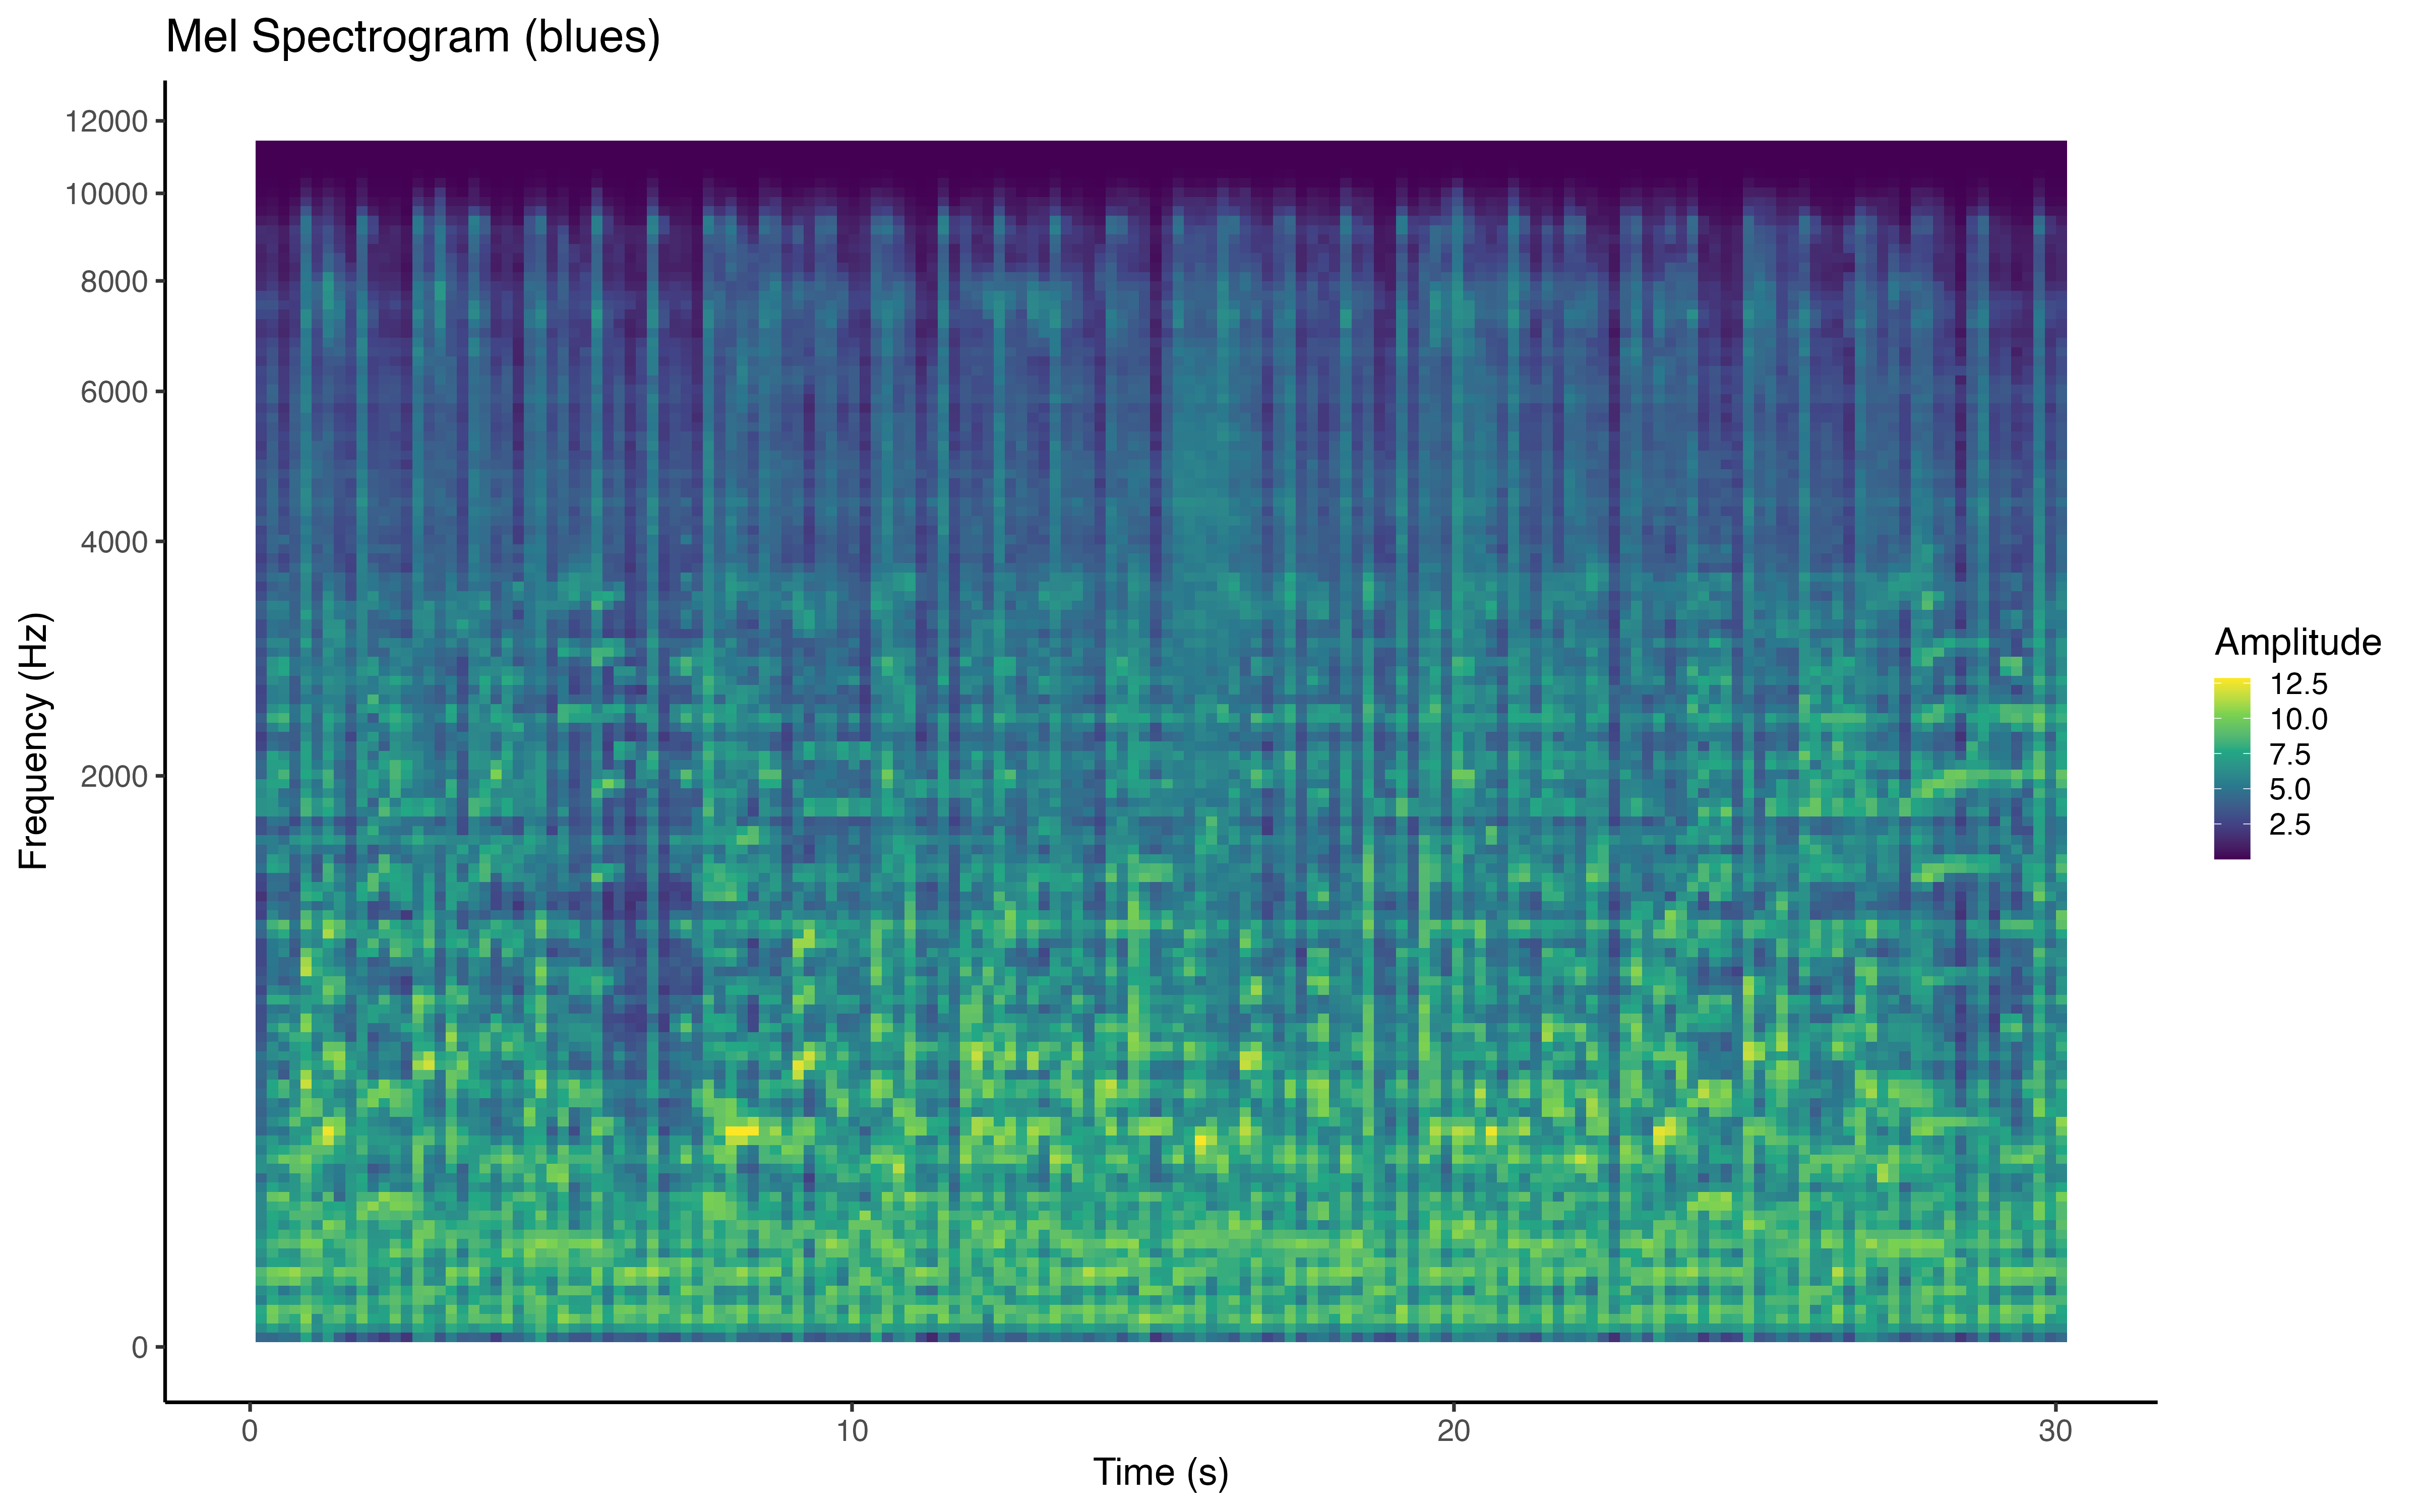 Mel Spectrogram (blues)
12000
10000
8000
6000
4000
2000
0
Frequency (Hz)
0 10 20 30
Time (s)
Amplitude
12.5
10.0
7.5
5.0
2.5